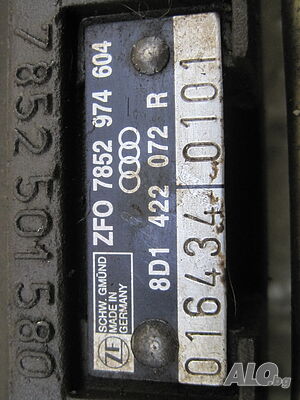 7852 501 580
ZF
SCHW. GMÜND
MADE IN
GERMANY
ZFO 7852 974 604
8D1 422 072 R
016434 0101
ALO.bg